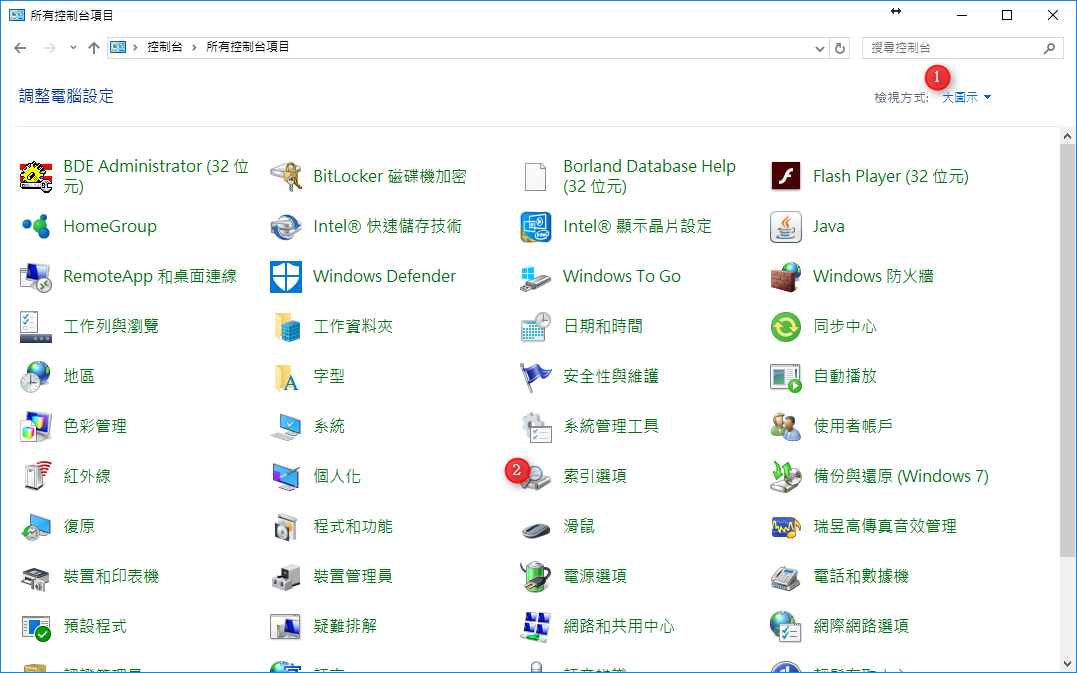 所有控制台項目
控制台
所有控制台項目
搜尋控制台
調整電腦設定
1
檢視方式:
大圖示
BDE Administrator (32 位
元)
BitLocker 磁碟機加密
Borland Database Help
(32 位元)
Flash Player (32 位元)
HomeGroup
Intel® 快速儲存技術
Intel® 顯示晶片設定
Java
RemoteApp 和桌面連線
Windows Defender
Windows To Go
Windows 防火牆
工作列與瀏覽
工作資料夾
日期和時間
同步中心
地區
字型
安全性與維護
自動播放
色彩管理
系統
系統管理工具
使用者帳戶
紅外線
個人化
2
索引選項
備份與還原 (Windows 7)
復原
程式和功能
滑鼠
瑞昱高傳真音效管理
裝置和印表機
裝置管理員
電源選項
電話和數據機
預設程式
疑難排解
網路和共用中心
網際網路選項